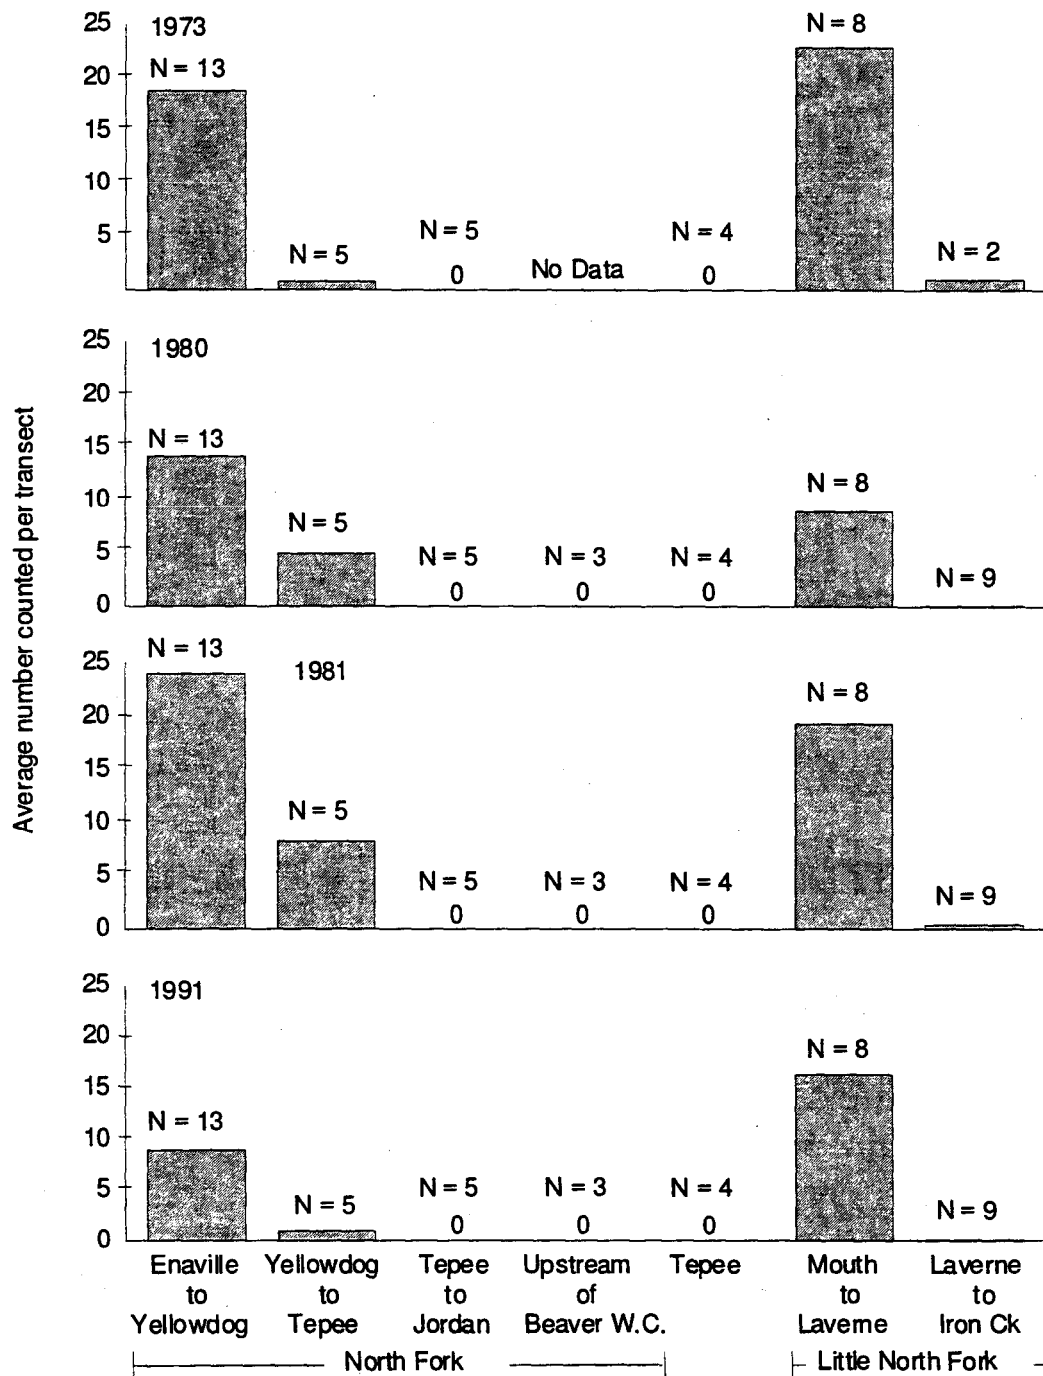 Average number counted per transect
25
1973
N = 8
N = 13
20
15
10
5
N = 5
N = 5
0
No Data
N = 4
0
N = 2
25
1980
20
15
N = 13
10
N = 8
5
N = 5
N = 5
0
N = 3
0
N = 4
0
N = 9
0
N = 13
25
1981
20
N = 8
15
10
N = 5
5
N = 5
0
N = 3
0
N = 4
0
N = 9
0
25
1991
20
15
N = 8
10
N = 13
5
N = 5
N = 5
0
N = 3
0
N = 4
0
N = 9
0
Enaville
to
Yellowdog
Yellowdog
to
Tepee
Tepee
to
Jordan
Upstream
of
Beaver W.C.
Tepee
Mouth
to
Laverne
Laverne
to
Iron Ck
North Fork
Little North Fork